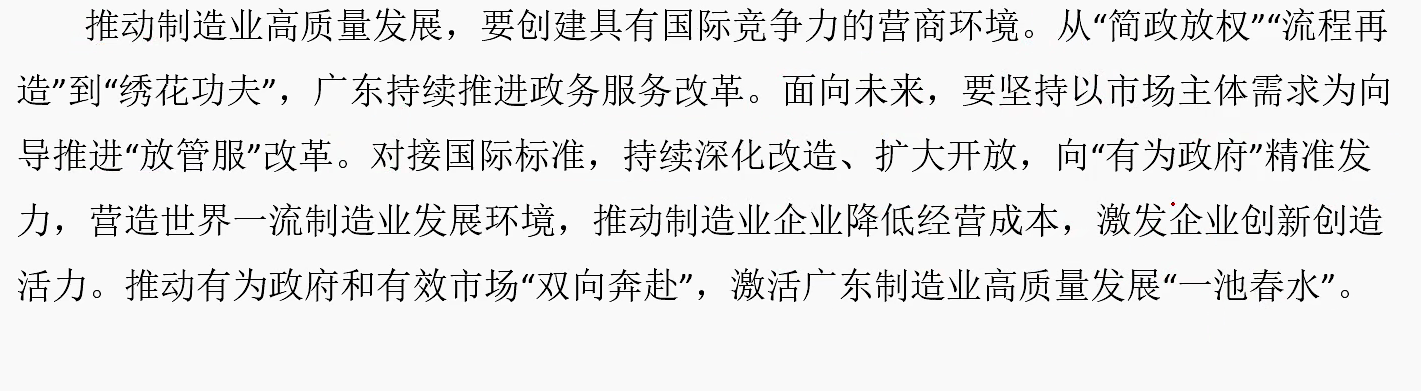 推动制造业高质量发展，要创建具有国际竞争力的营商环境。从“简政放权”“流程再
造”到“绣花功夫”，广东持续推进政务服务改革。面向未来，要坚持以市场主体需求为向
导推进“放管服”改革。对接国际标准，持续深化改造、扩大开放，向“有为政府”精准发
力，营造世界一流制造业发展环境，推动制造业企业降低经营成本，激发企业创新创造
活力。推动有为政府和有效市场“双向奔赴”，激活广东制造业高质量发展“一池春水”。